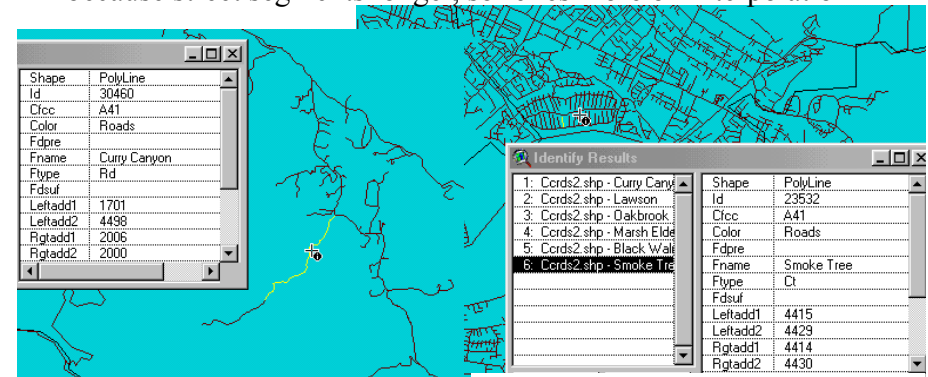 Shape PolyLine
Id 30460
Cfcc A41
Color Roads
Fdpre
Fname Curry Canyon
Ftype Rd
Fdsuf
Leftadd1 1701
Leftadd2 4498
Rgtadd1 2006
Rgtadd2 2000
Identify Results
1: Ccrds2.shp - Curry Cany
2: Ccrds2.shp - Lawson
3: Ccrds2.shp - Oakbrook
4: Ccrds2.shp - Marsh Elde
5: Ccrds2.shp - Black Waln
6: Ccrds2.shp - Smoke Tre
Shape PolyLine
Id 23532
Cfcc A41
Color Roads
Fdpre
Fname Smoke Tree
Ftype Ct
Fdsuf
Leftadd1 4415
Leftadd2 4429
Rgtadd1 4414
Rgtadd2 4430